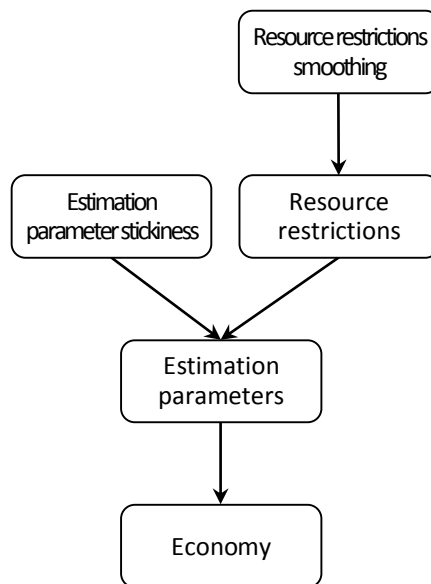 Resource restrictions
smoothing
Estimation
parameter stickiness
Resource
restrictions
Estimation
parameters
Economy